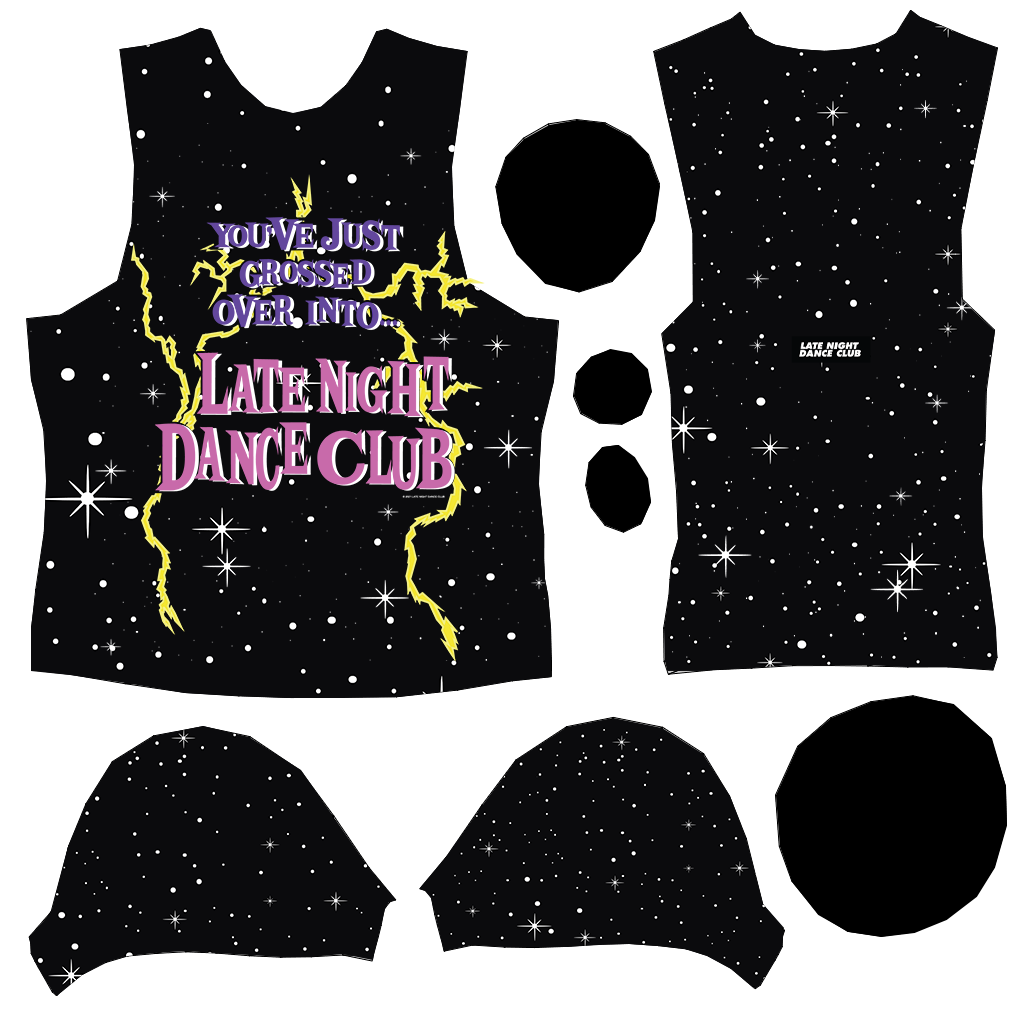 YOU'VE JUST
CROSSED
OVER INTO...
LATE NIGHT
DANCE CLUB
LATE NIGHT
DANCE CLUB